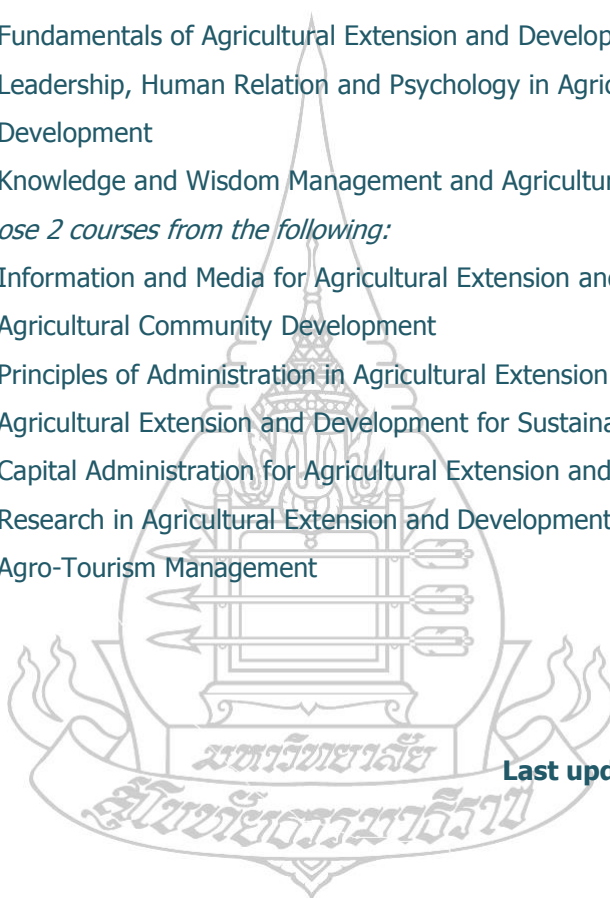 Fundamentals of Agricultural Extension and Develop
Leadership, Human Relation and Psychology in Agric
Development
Knowledge and Wisdom Management and Agricultur
ose 2 courses from the following:
Information and Media for Agricultural Extension and
Agricultural Community Development
Principles of Administration in Agricultural Extension
Agricultural Extension and Development for Sustaina
Capital Administration for Agricultural Extension and
Research in Agricultural Extension and Development
Agro-Tourism Management
มหาวิทยาลัย
Last upd
สุโขทัยธรรมาธิราช